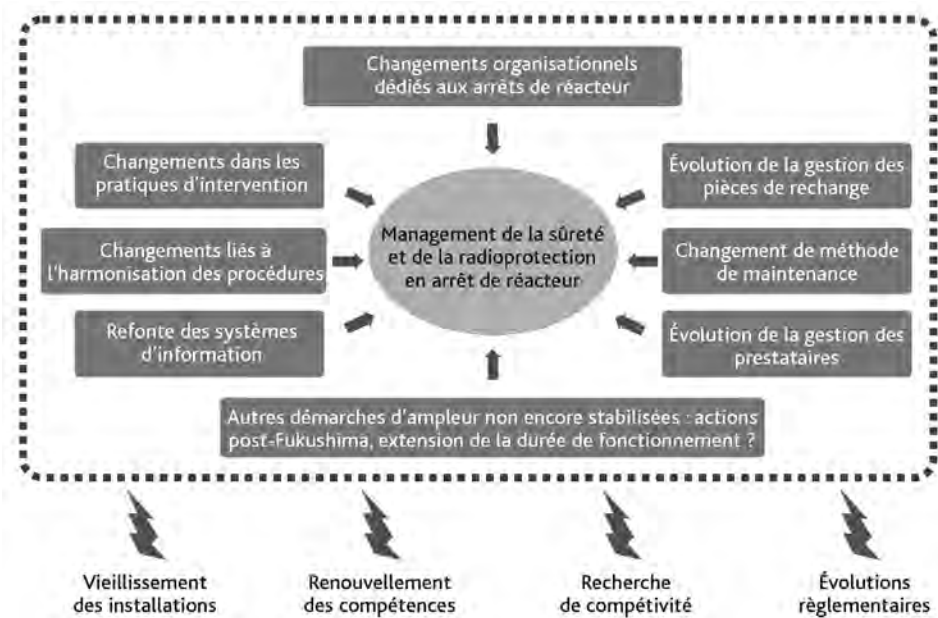 Changements organisationnels
dédiés aux arrêts de réacteur
Changements dans les
pratiques d'intervention
Évolution de la gestion des
pièces de rechange
Management de la sûreté
et de la radioprotection
en arrêt de réacteur
Changements liés à
l'harmonisation des procédures
Changement de méthode
de maintenance
Refonte des systèmes
d'information
Évolution de la gestion des
prestataires
Autres démarches d'ampleur non encore stabilisées : actions
post-Fukushima, extension de la durée de fonctionnement ?
Vieillissement
des installations
Renouvellement
des compétences
Recherche
de compétivité
Évolutions
règlementaires